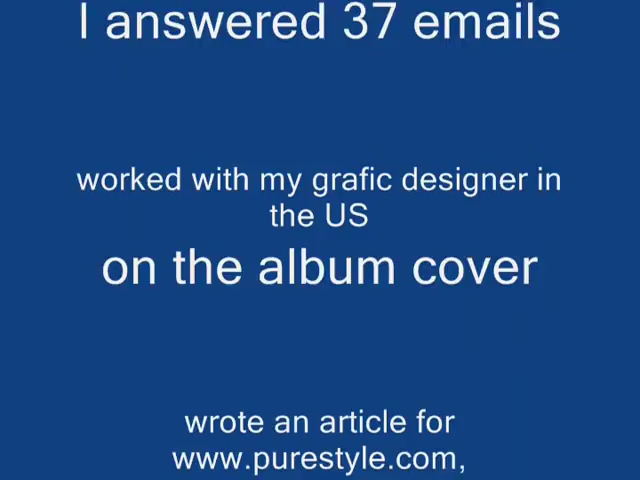 I answered 37 emails
worked with my grafic designer in
the US
on the album cover
wrote an article for
www.purestyle.com,